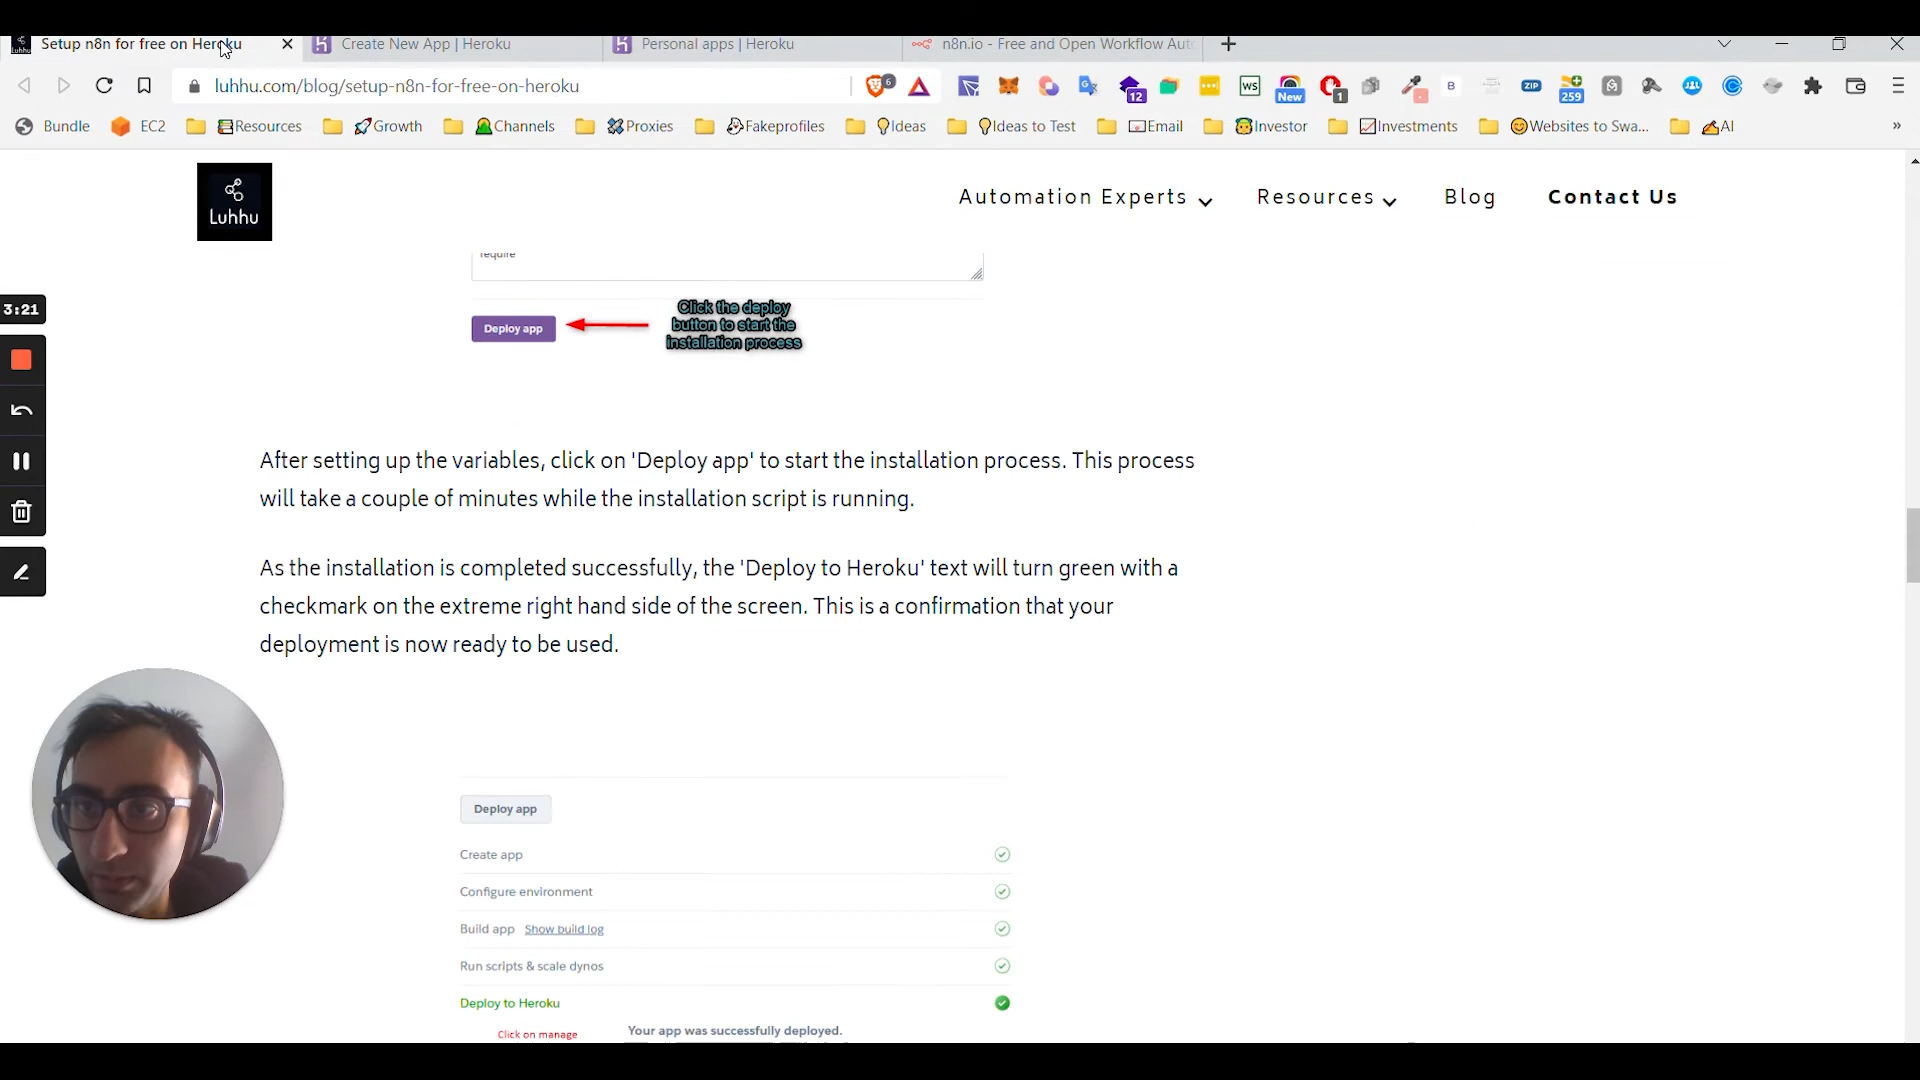 Setup n8n for free on Heroku
Create New App | Heroku
Personal apps | Heroku
n8n.io - Free and Open Workflow Aut
luhhu.com/blog/setup-n8n-for-free-on-heroku
6
12
WS
New
1
B
ZIP
259
Bundle
EC2
Resources
Growth
Channels
Proxies
Fakeprofiles
Ideas
Ideas to Test
Email
Investor
Investments
Websites to Swa...
AI
»
Luhhu
Automation Experts
Resources
Blog
Contact Us
require
3:21
Deploy app
Click the deploy
button to start the
installation process
After setting up the variables, click on 'Deploy app' to start the installation process. This process
will take a couple of minutes while the installation script is running.
As the installation is completed successfully, the 'Deploy to Heroku' text will turn green with a
checkmark on the extreme right hand side of the screen. This is a confirmation that your
deployment is now ready to be used.
Deploy app
Create app
Configure environment
Build app Show build log
Run scripts & scale dynos
Deploy to Heroku
Your app was successfully deployed.
Click on manage